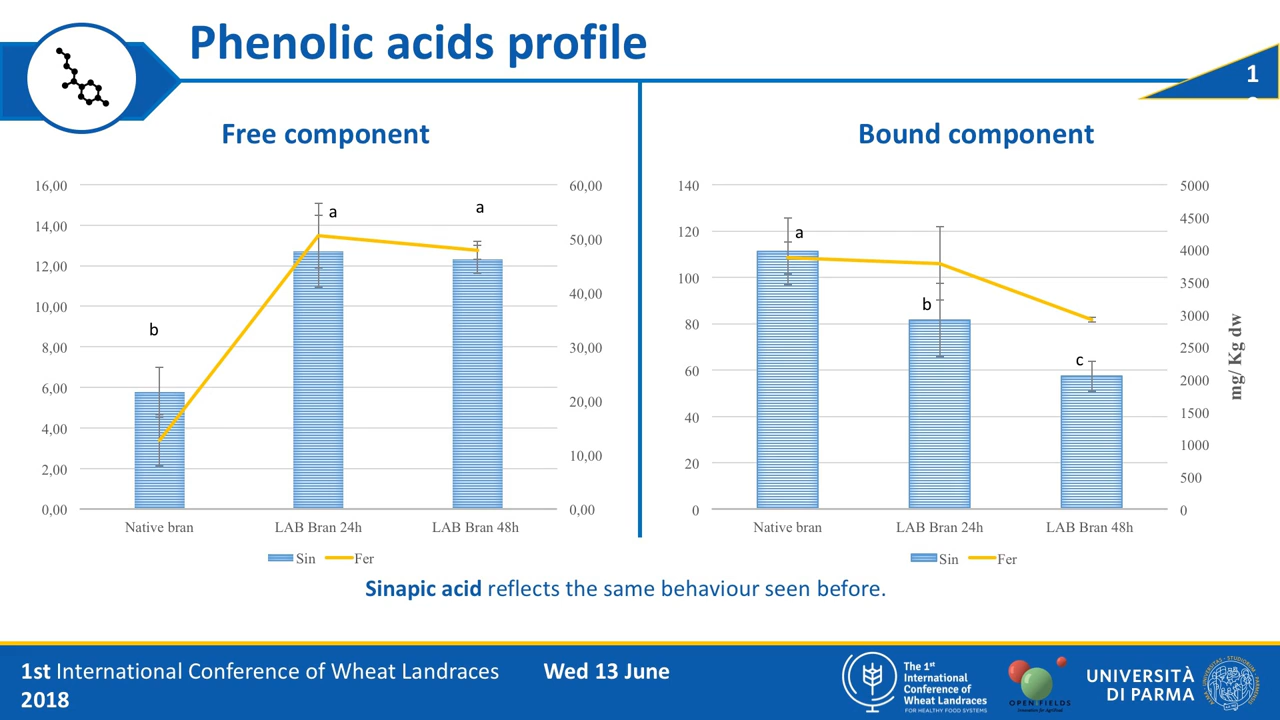 Phenolic acids profile
1
Free component
Bound component
16,00
14,00
12,00
10,00
8,00
6,00
4,00
2,00
0,00
60,00
50,00
40,00
30,00
20,00
10,00
0,00
b
a
a
Native bran
LAB Bran 24h
LAB Bran 48h
Sin
Fer
140
120
100
80
60
40
20
0
5000
4500
4000
3500
3000
2500
2000
1500
1000
500
0
mg/ Kg dw
a
b
c
Native bran
LAB Bran 24h
LAB Bran 48h
Sin
Fer
Sinapic acid reflects the same behaviour seen before.
1st International Conference of Wheat Landraces Wed 13 June
2018
The 1st
International
Conference of
Wheat Landraces
FOR HEALTHY FOOD SYSTEMS
OPEN FIELDS
UNIVERSITÀ
DI PARMA